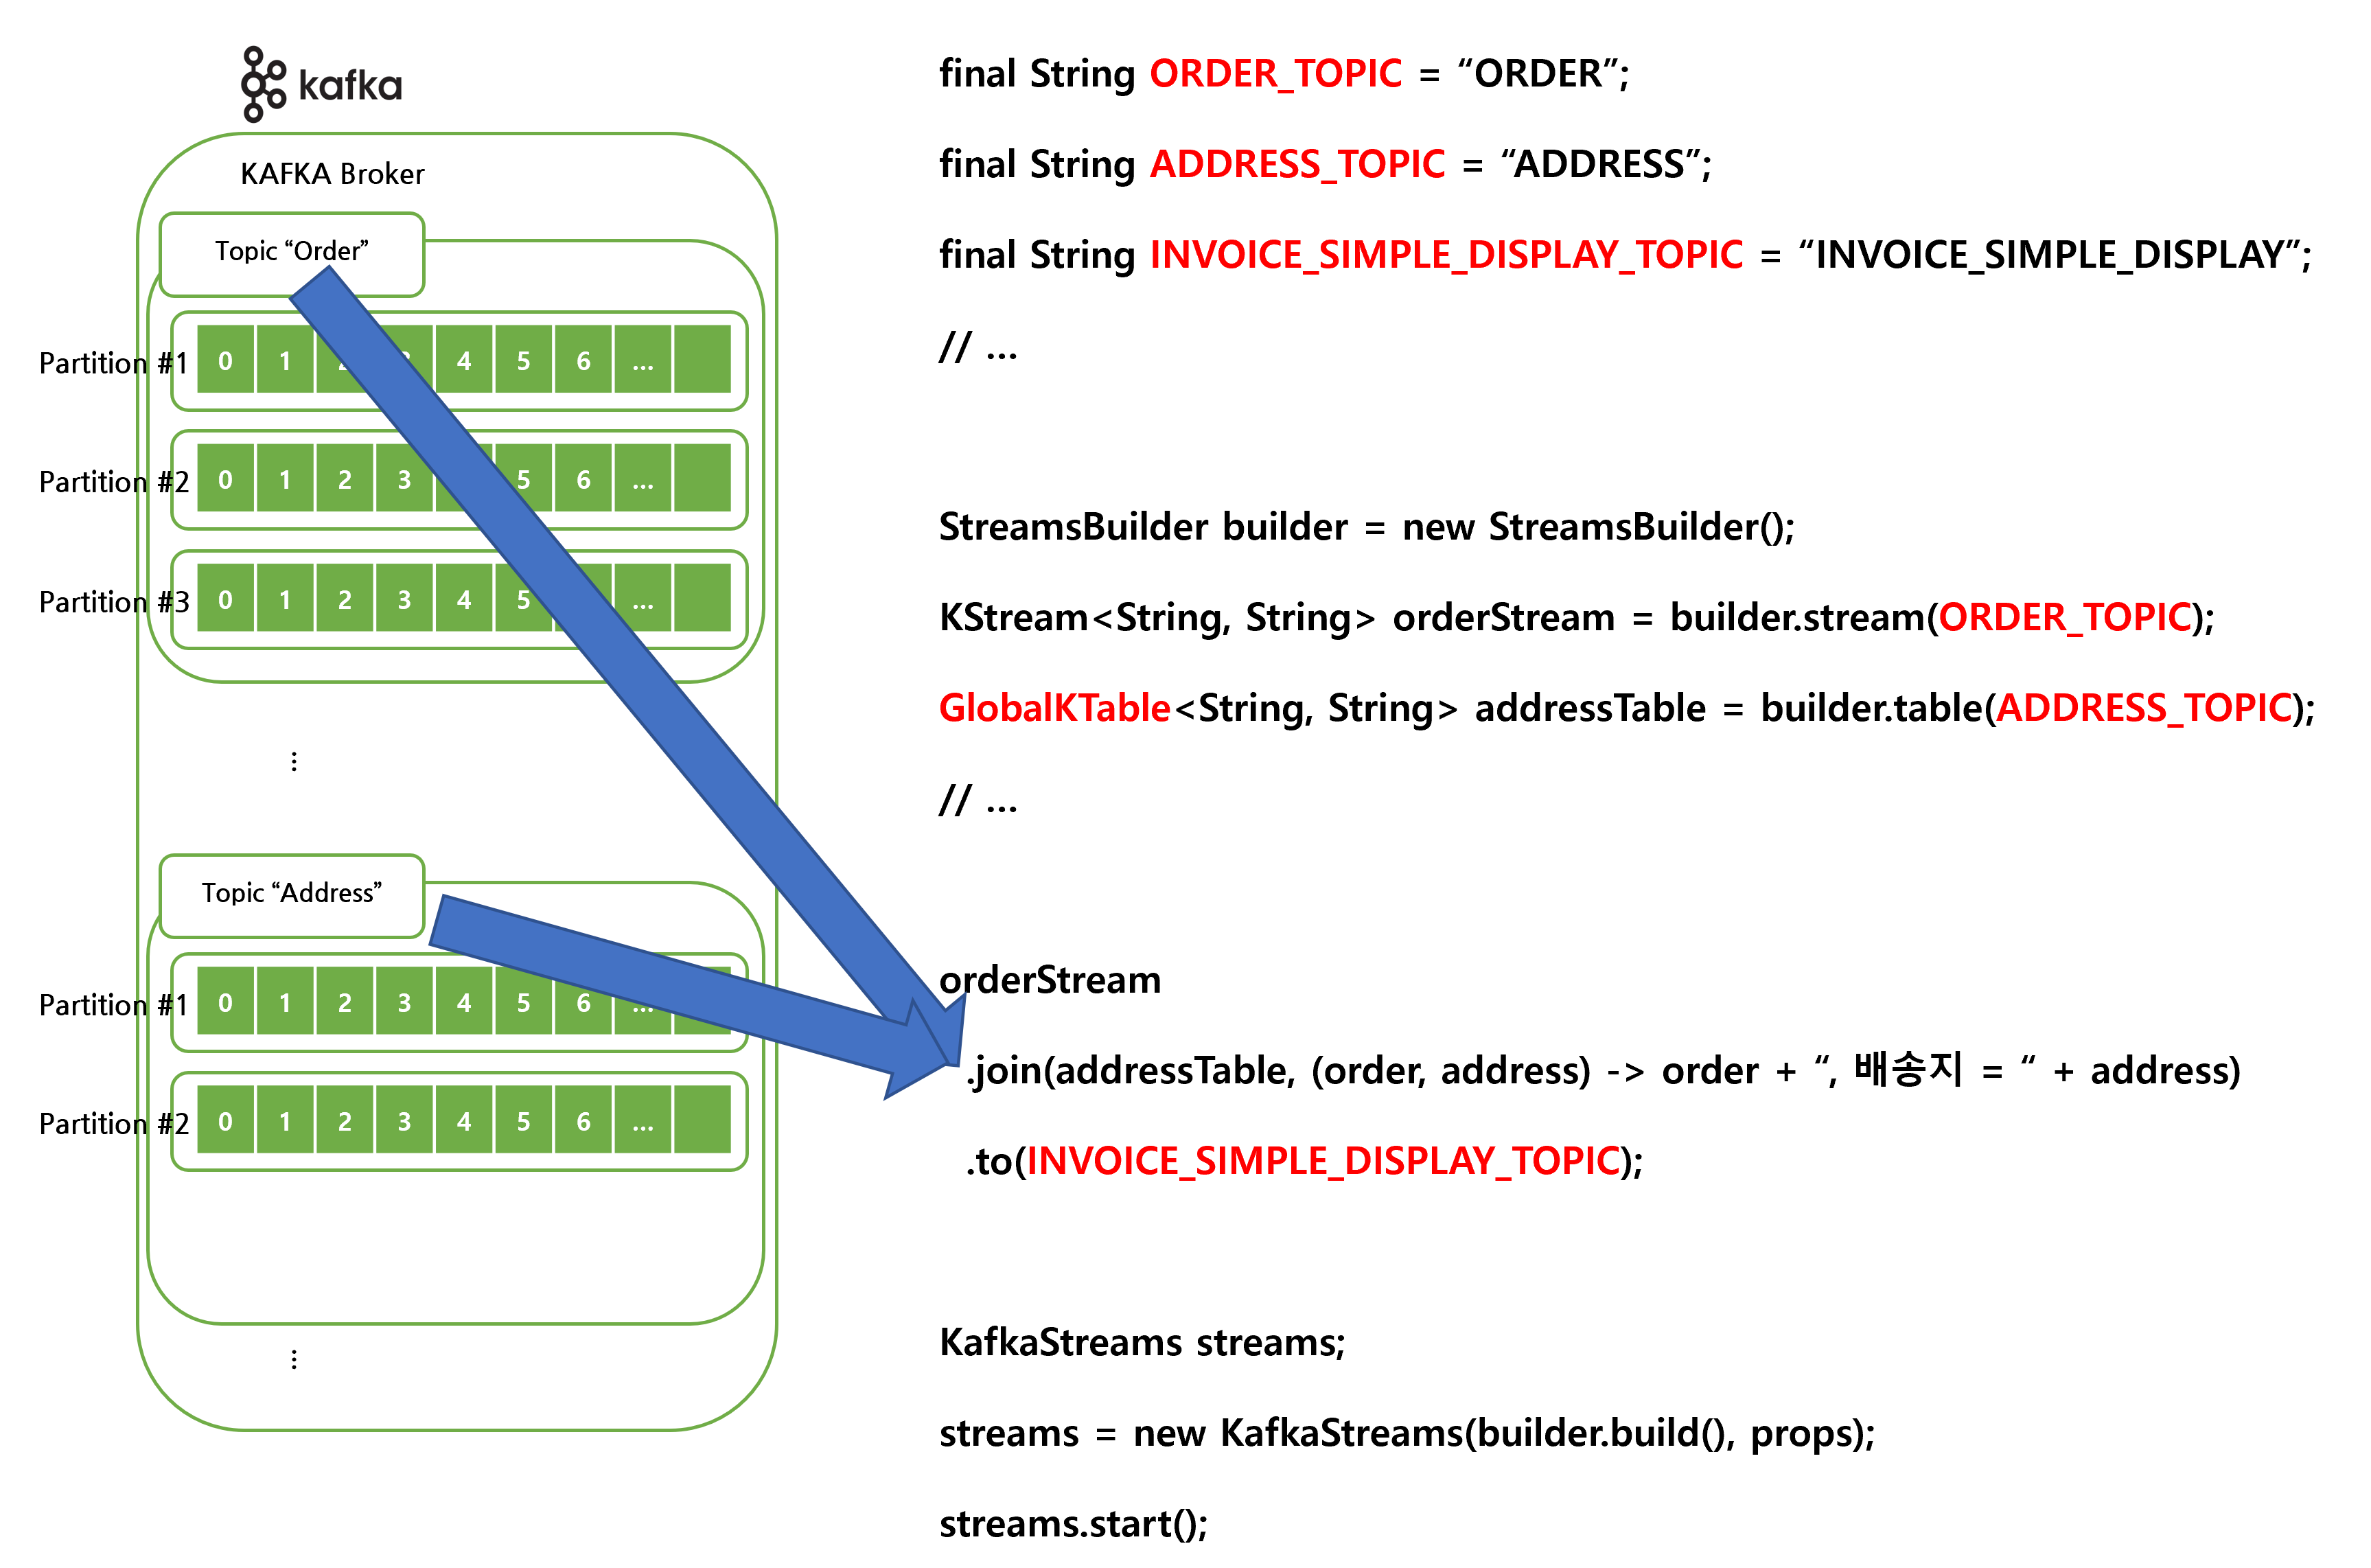 kafka
KAFKA Broker
Topic “Order”
Partition #1 0 1 2 3 4 5 6 ...
Partition #2 0 1 2 3 5 6 ...
Partition #3 0 1 2 3 4 5 ...
...
Topic “Address”
Partition #1 0 1 2 3 4 5 6 ...
Partition #2 0 1 2 3 4 5 6 ...
...
final String ORDER_TOPIC = “ORDER”;
final String ADDRESS_TOPIC = “ADDRESS”;
final String INVOICE_SIMPLE_DISPLAY_TOPIC = “INVOICE_SIMPLE_DISPLAY”;
// ...
StreamsBuilder builder = new StreamsBuilder();
KStream<String, String> orderStream = builder.stream(ORDER_TOPIC);
GlobalKTable<String, String> addressTable = builder.table(ADDRESS_TOPIC);
// ...
orderStream
.join(addressTable, (order, address) -> order + “, 배송지 = “ + address)
.to(INVOICE_SIMPLE_DISPLAY_TOPIC);
KafkaStreams streams;
streams = new KafkaStreams(builder.build(), props);
streams.start();